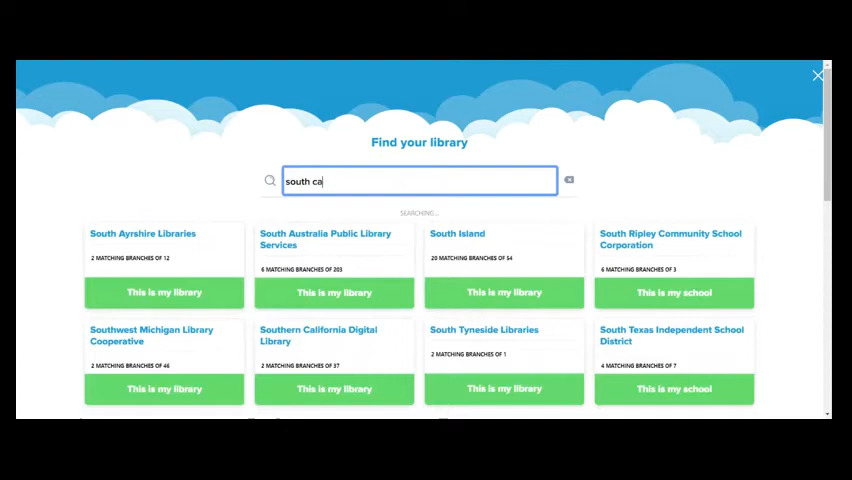 Find your library
south ca
SEARCHING...
South Ayrshire Libraries
2 MATCHING BRANCHES OF 12
This is my library
South Australia Public Library
Services
6 MATCHING BRANCHES OF 203
This is my library
South Island
20 MATCHING BRANCHES OF 54
This is my library
South Ripley Community School
Corporation
6 MATCHING BRANCHES OF 3
This is my school
Southwest Michigan Library
Cooperative
2 MATCHING BRANCHES OF 46
This is my library
Southern California Digital
Library
2 MATCHING BRANCHES OF 37
This is my library
South Tyneside Libraries
2 MATCHING BRANCHES OF 1
This is my library
South Texas Independent School
District
4 MATCHING BRANCHES OF 7
This is my school